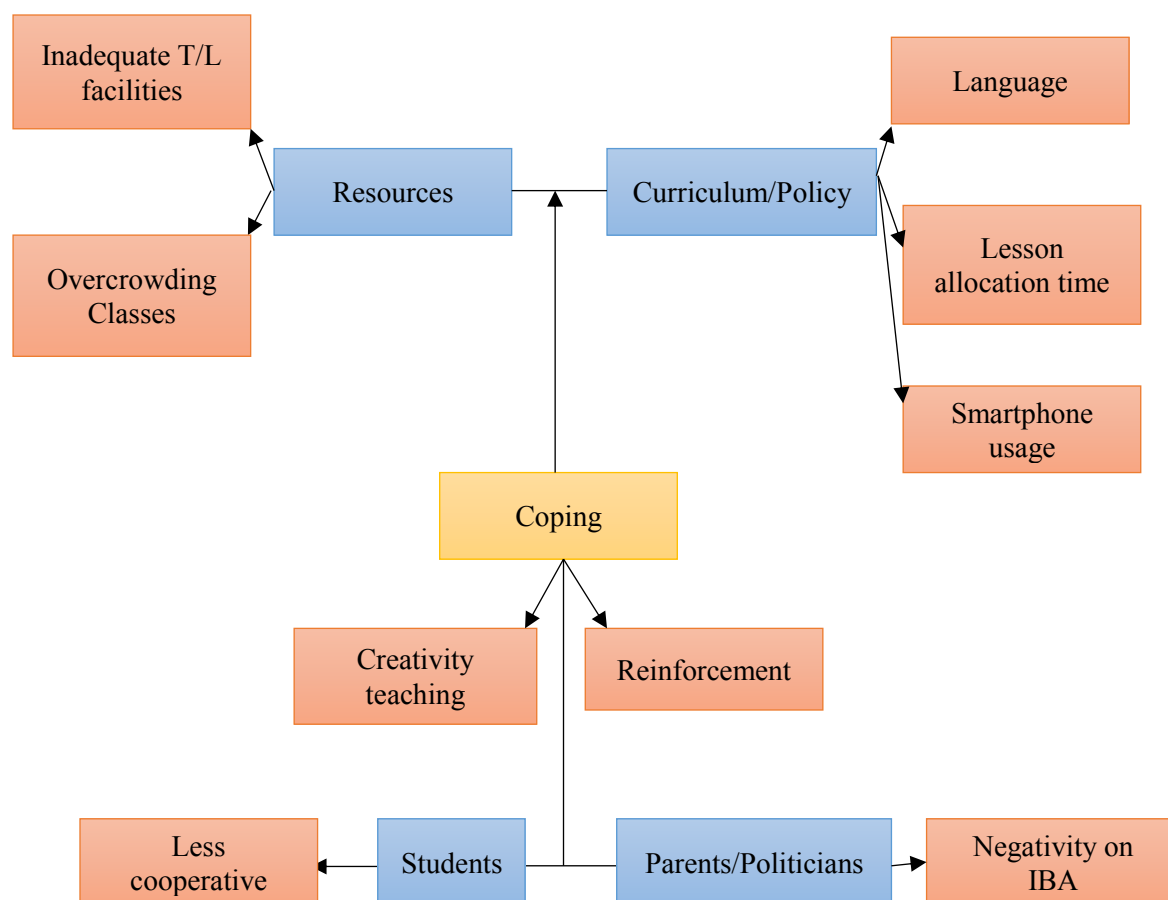 Inadequate T/L
facilities
Language
Resources
Curriculum/Policy
Overcrowding
Classes
Lesson
allocation time
Smartphone
usage
Coping
Creativity
teaching
Reinforcement
Less
cooperative
Students
Parents/Politicians
Negativity on
IBA